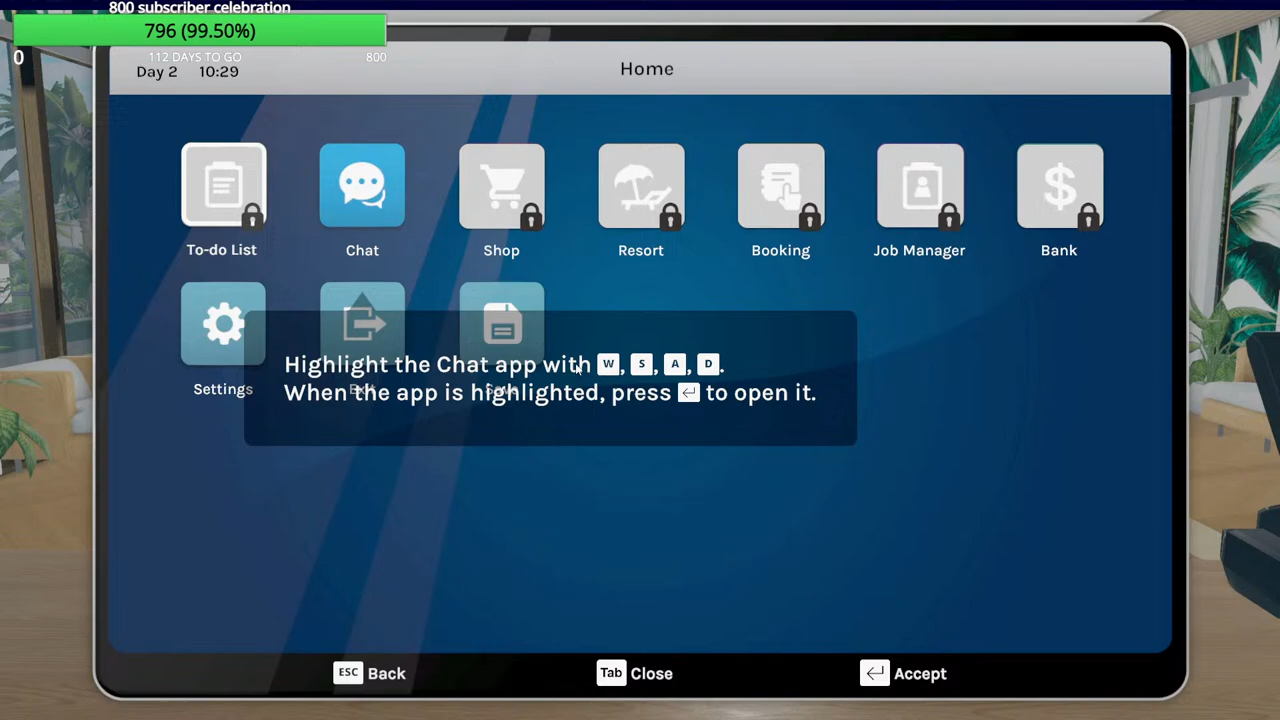 800 subscriber celebration
796 (99.50%)
0
112 DAYS TO GO
800
Day 2 10:29
Home
To-do List
Chat
Shop
Resort
Booking
Job Manager
Bank
Settings
Highlight the Chat app with W, S, A, D.
When the app is highlighted, press ↵ to open it.
ESC Back
Tab Close
↵ Accept